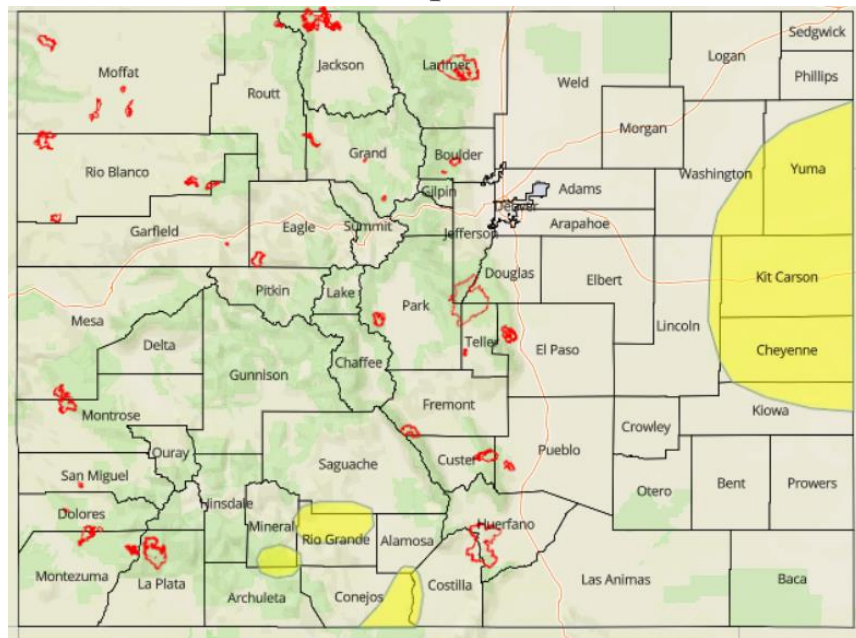 Sedgwick
Logan
Phillips
Moffat
Jackson
Larimer
Routt
Weld
Morgan
Grand
Boulder
Rio Blanco
Washington
Yuma
Gilpin
Adams
Denver
Garfield
Eagle
Summit
Jefferson
Arapahoe
Douglas
Elbert
Kit Carson
Pitkin
Lake
Park
Mesa
Lincoln
Delta
Teller
El Paso
Cheyenne
Chaffee
Gunnison
Fremont
Kiowa
Montrose
Crowley
Ouray
Pueblo
Saguache
Custer
San Miguel
Hinsdale
Otero
Bent
Prowers
Dolores
Mineral
Rio Grande
Alamosa
Huerfano
Montezuma
La Plata
Archuleta
Conejos
Costilla
Las Animas
Baca